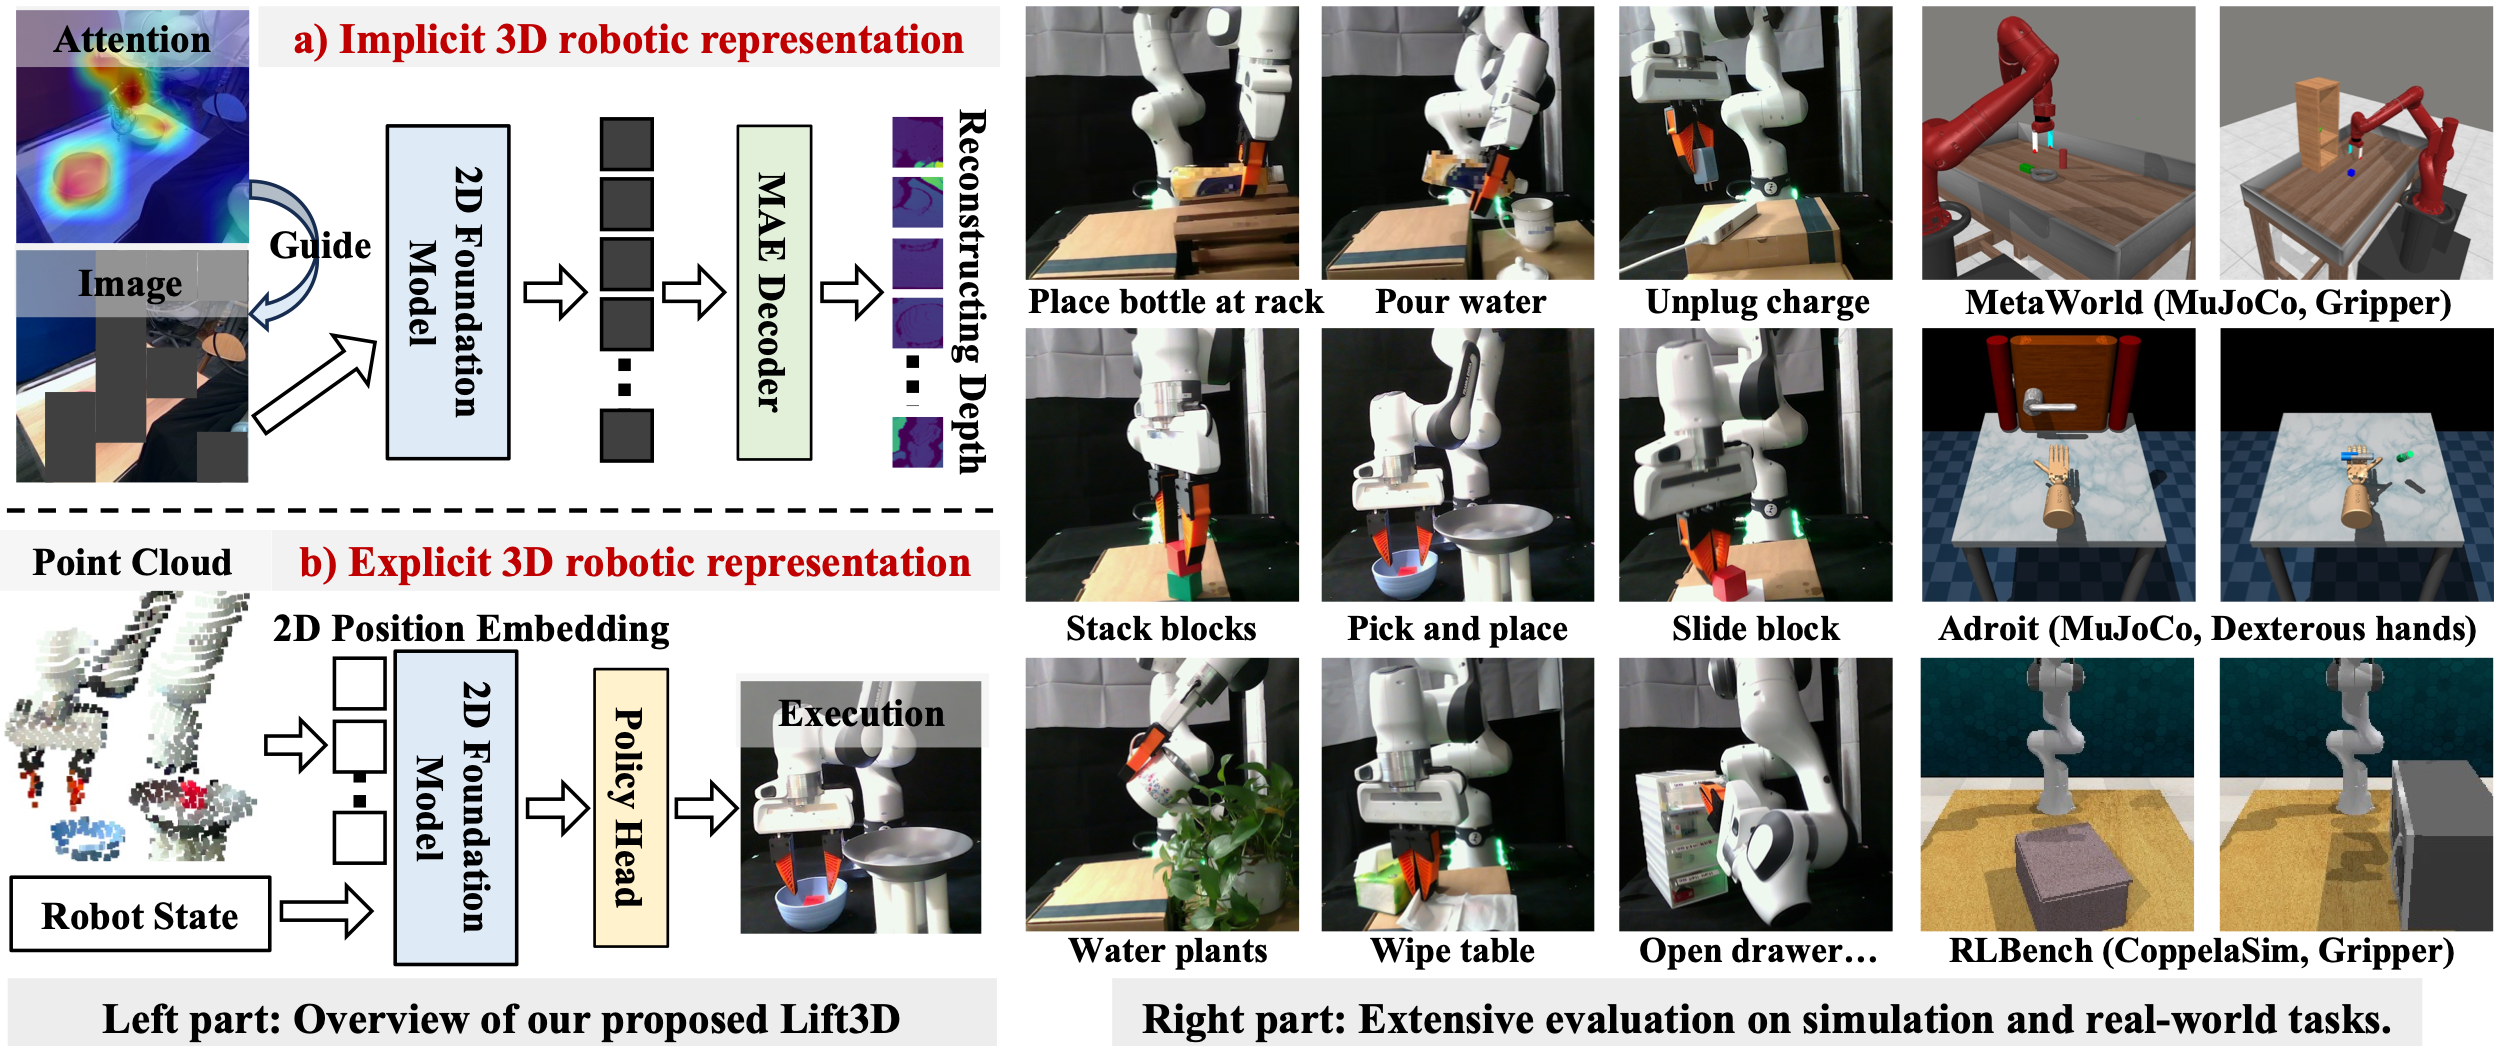 Attention
a) Implicit 3D robotic representation
Guide
Image
2D Foundation
Model
MAE Decoder
Reconstructing Depth
Point Cloud
b) Explicit 3D robotic representation
2D Position Embedding
2D Foundation
Model
Policy Head
Execution
Robot State
Left part: Overview of our proposed Lift3D
Place bottle at rack
Pour water
Unplug charge
MetaWorld (MuJoCo, Gripper)
Stack blocks
Pick and place
Slide block
Adroit (MuJoCo, Dexterous hands)
Water plants
Wipe table
Open drawer…
RLBench (CoppelaSim, Gripper)
Right part: Extensive evaluation on simulation and real-world tasks.